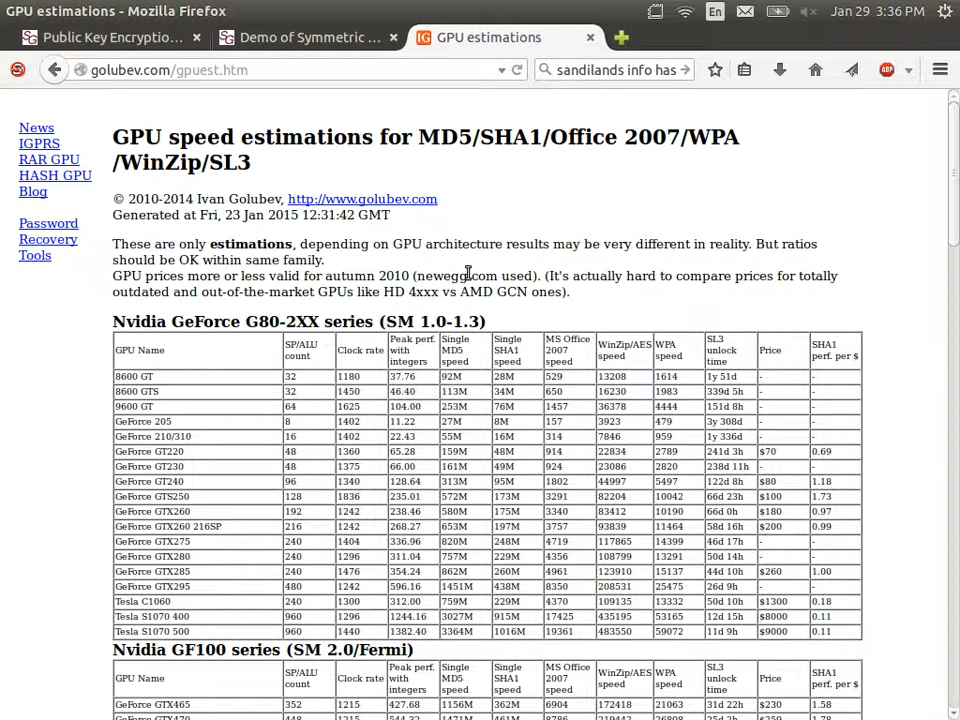 GPU estimations - Mozilla Firefox
En
Jan 29 3:36 PM
Public Key Encryptio...
Demo of Symmetric ...
IG GPU estimations
golubev.com/gpuest.htm
sandilands info has
ABP
News
IGPRS
RAR GPU
HASH GPU
Blog
Password
Recovery
Tools
GPU speed estimations for MD5/SHA1/Office 2007/WPA
/WinZip/SL3
© 2010-2014 Ivan Golubev, http://www.golubev.com
Generated at Fri, 23 Jan 2015 12:31:42 GMT
These are only estimations, depending on GPU architecture results may be very different in reality. But ratios
should be OK within same family.
GPU prices more or less valid for autumn 2010 (newegg.com used). (It's actually hard to compare prices for totally
outdated and out-of-the-market GPUs like HD 4xxx vs AMD GCN ones).
Nvidia GeForce G80-2XX series (SM 1.0-1.3)
GPU Name SP/ALU count Clock rate Peak perf. with integers Single MD5 speed Single SHA1 speed MS Office 2007 speed WinZip/AES speed WPA speed SL3 unlock time Price SHA1 perf. per $
8600 GT 32 1180 37.76 92M 28M 529 13208 1614 1y 51d - -
8600 GTS 32 1450 46.40 113M 34M 650 16230 1983 339d 5h - -
9600 GT 64 1625 104.00 253M 76M 1457 36378 4444 151d 8h - -
GeForce 205 8 1402 11.22 27M 8M 157 3923 479 3y 308d - -
GeForce 210/310 16 1402 22.43 55M 16M 314 7846 959 1y 336d - -
GeForce GT220 48 1360 65.28 159M 48M 914 22834 2789 241d 3h $70 0.69
GeForce GT230 48 1375 66.00 161M 49M 924 23086 2820 238d 11h - -
GeForce GT240 96 1340 128.64 313M 95M 1802 44997 5497 122d 8h $80 1.18
GeForce GTS250 128 1836 235.01 572M 173M 3291 82204 10042 66d 23h $100 1.73
GeForce GTX260 192 1242 238.46 580M 175M 3340 83412 10190 66d 0h $180 0.97
GeForce GTX260 216SP 216 1242 268.27 653M 197M 3757 93839 11464 58d 16h $200 0.99
GeForce GTX275 240 1404 336.96 820M 248M 4719 117865 14399 46d 17h - -
GeForce GTX280 240 1296 311.04 757M 229M 4356 108799 13291 50d 14h - -
GeForce GTX285 240 1476 354.24 862M 260M 4961 123910 15137 44d 10h $260 1.00
GeForce GTX295 480 1242 596.16 1451M 438M 8350 208531 25475 26d 9h - -
Tesla C1060 240 1300 312.00 759M 229M 4370 109135 13332 50d 10h $1300 0.18
Tesla S1070 400 960 1296 1244.16 3027M 915M 17425 435195 53165 12d 15h $8000 0.11
Tesla S1070 500 960 1440 1382.40 3364M 1016M 19361 483550 59072 11d 9h $9000 0.11
Nvidia GF100 series (SM 2.0/Fermi)
GPU Name SP/ALU count Clock rate Peak perf. with integers Single MD5 speed Single SHA1 speed MS Office 2007 speed WinZip/AES speed WPA speed SL3 unlock time Price SHA1 perf. per $
GeForce GTX465 352 1215 427.68 1156M 362M 6904 172418 21063 31d 22h $230 1.58